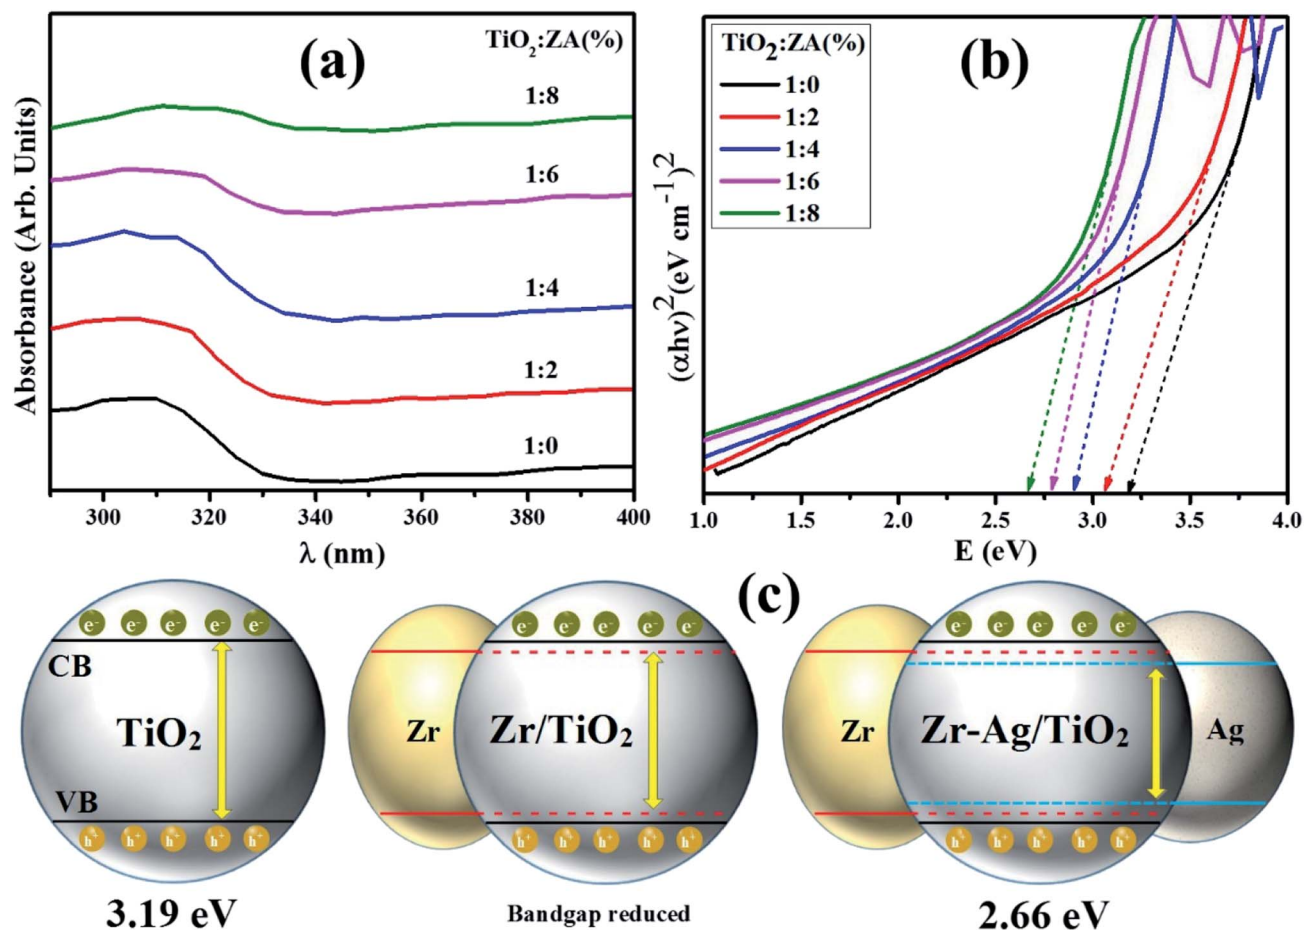 (a)
TiO₂:ZA(%)
1:8
1:6
1:4
1:2
1:0
Absorbance (Arb. Units)
300 320 340 360 380 400
λ (nm)
(b)
TiO₂:ZA(%)
1:0
1:2
1:4
1:6
1:8
(αhν)²(eV cm⁻¹)²
1.0 1.5 2.0 2.5 3.0 3.5 4.0
E (eV)
(c)
e⁻ e⁻ e⁻ e⁻ e⁻
CB
TiO₂
VB
h⁺ h⁺ h⁺ h⁺ h⁺
3.19 eV
e⁻ e⁻ e⁻ e⁻ e⁻
Zr
Zr/TiO₂
h⁺ h⁺ h⁺ h⁺ h⁺
Bandgap reduced
e⁻ e⁻ e⁻ e⁻ e⁻
Zr
Zr-Ag/TiO₂
Ag
h⁺ h⁺ h⁺ h⁺ h⁺
2.66 eV